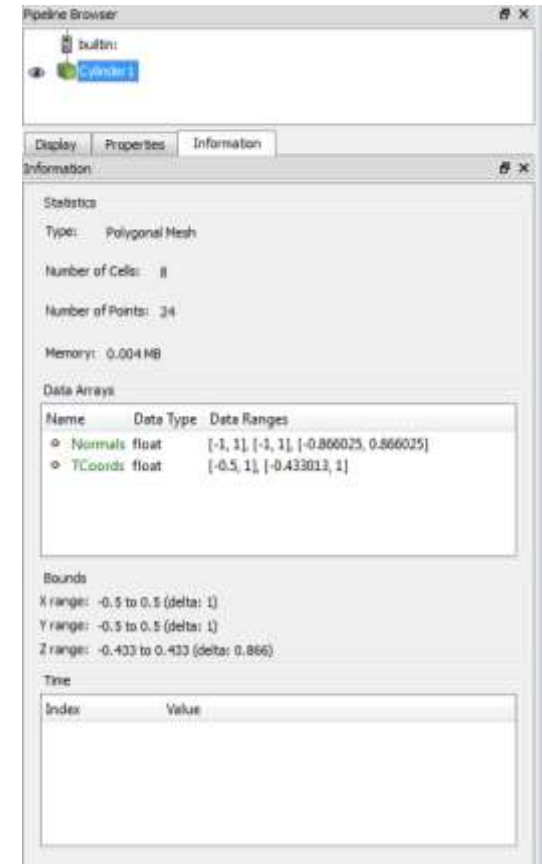 Pipeline Browser
builtin:
Cylinder1
Display Properties Information
Information
Statistics
Type: Polygonal Mesh
Number of Cells: 8
Number of Points: 24
Memory: 0.004 MB
Data Arrays
Name Data Type Data Ranges
Normals float [-1, 1], [-1, 1], [-0.866025, 0.866025]
TCoords float [-0.5, 1], [-0.433013, 1]
Bounds
X range: -0.5 to 0.5 (delta: 1)
Y range: -0.5 to 0.5 (delta: 1)
Z range: -0.433 to 0.433 (delta: 0.866)
Time
Index Value